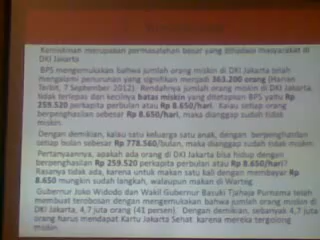 Kemiskinan merupakan permasalahan besar yang dihadapi masyarakat di
DKI Jakarta
BPS mengemukakan bahwa jumlah orang miskin di DKI Jakarta telah
mengalami penurunan yang signifikan menjadi 363.200 orang (Harian
Terbit, 7 September 2012). Rendahnya jumlah orang miskin di DKI Jakarta,
tidak terlepas dari kecilnya batas miskin yang ditetapkan BPS yaitu Rp
259.520 perkapita perbulan atau Rp 8.650/hari. Kalau setiap orang
berpenghasilan sebesar Rp 8.650/hari, maka dianggap sudah tidak
miskin.
Dengan demikian, kalau satu keluarga satu anak, dengan berpenghasilan
setiap bulan sebesar Rp 778.560/bulan, maka dianggap sudah tidak miskin.
Pertanyaannya, apakah ada orang di DKI Jakarta bisa hidup dengan
berpenghasilan Rp 259.520 perkapita perbulan atau Rp 8.650/hari?
Rasanya tidak ada, karena untuk makan satu kali dengan membayar Rp
8.650 mungkin sudah langkah, walaupun makan di Warteg
Gubernur Joko Widodo dan Wakil Gubernur Basuki Tjahaja Purnama telah
membuat terobosan dengan mengemukakan bahwa jumlah orang miskin di
DKI Jakarta, 4,7 juta orang (41 persen). Dengan demikian, sebanyak 4,7 juta
orang harus mendapat Kartu Jakarta Sehat karena mereka tergolong
miskin.